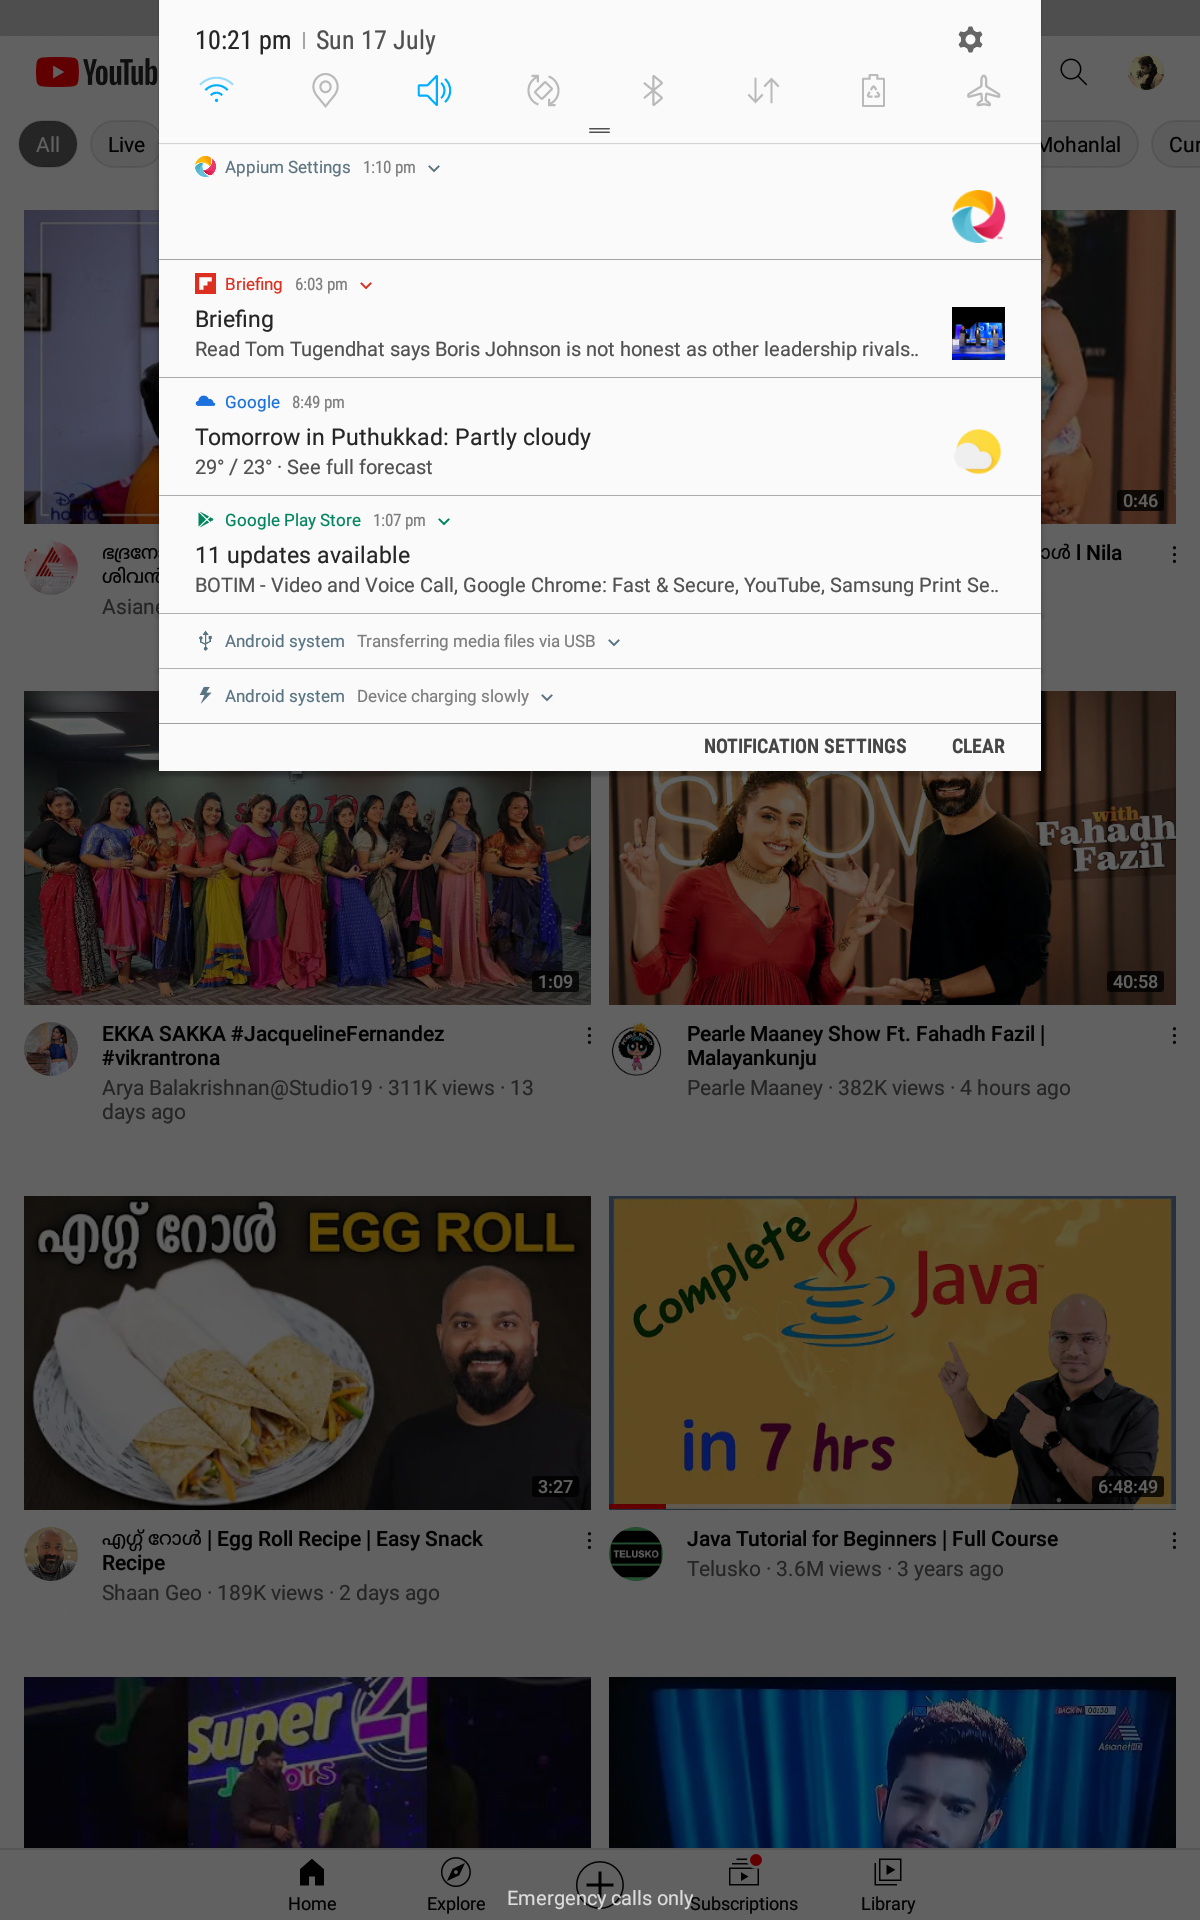 10:21 pm | Sun 17 July
YouTub
All
Live
Mohanlal
Cur
Appium Settings 1:10 pm
Briefing 6:03 pm
Briefing
Read Tom Tugendhat says Boris Johnson is not honest as other leadership rivals..
Google 8:49 pm
Tomorrow in Puthukkad: Partly cloudy
29° / 23° · See full forecast
Google Play Store 1:07 pm
11 updates available
BOTIM - Video and Voice Call, Google Chrome: Fast & Secure, YouTube, Samsung Print Se..
Android system Transferring media files via USB
Android system Device charging slowly
NOTIFICATION SETTINGS CLEAR
0:46
l Nila
Asiane
SHOW
with
Fahadh
Fazil
1:09
40:58
EKKA SAKKA #JacquelineFernandez
#vikrantrona
Arya Balakrishnan@Studio19 · 311K views · 13
days ago
Pearle Maaney Show Ft. Fahadh Fazil |
Malayankunju
Pearle Maaney · 382K views · 4 hours ago
എഗ്ഗ് റോൾ EGG ROLL
3:27
Complete
Java
in 7 hrs
6:48:49
എഗ്ഗ് റോൾ | Egg Roll Recipe | Easy Snack
Recipe
Shaan Geo · 189K views · 2 days ago
TELUSKO
Java Tutorial for Beginners | Full Course
Telusko · 3.6M views · 3 years ago
Super 4
Juniors
BACK IN 00:30
Asianet HD
Home
Explore
Emergency calls only
Subscriptions
Library